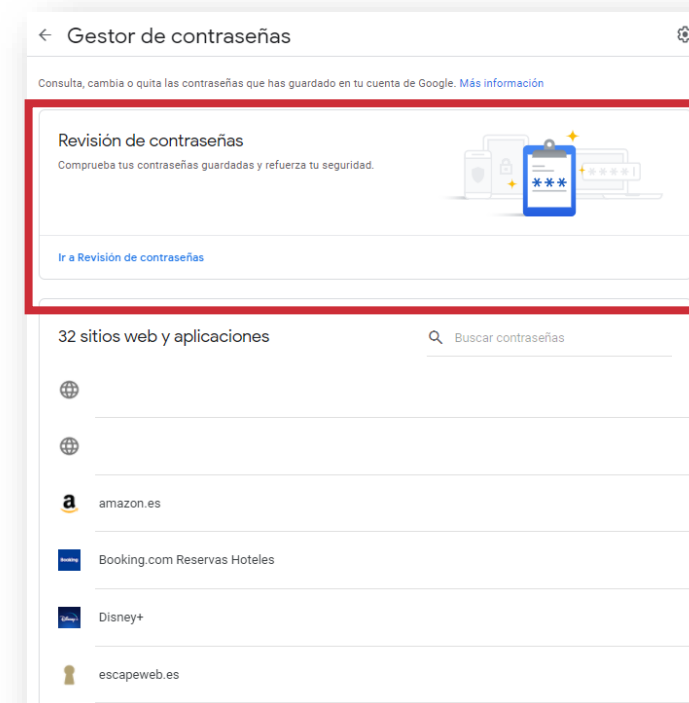 Gestor de contraseñas
Consulta, cambia o quita las contraseñas que has guardado en tu cuenta de Google. Más información
Revisión de contraseñas
Comprueba tus contraseñas guardadas y refuerza tu seguridad.
***
Ir a Revisión de contraseñas
32 sitios web y aplicaciones
Buscar contraseñas
a
amazon.es
Booking
Booking.com Reservas Hoteles
Disney+
Disney+
escapeweb.es